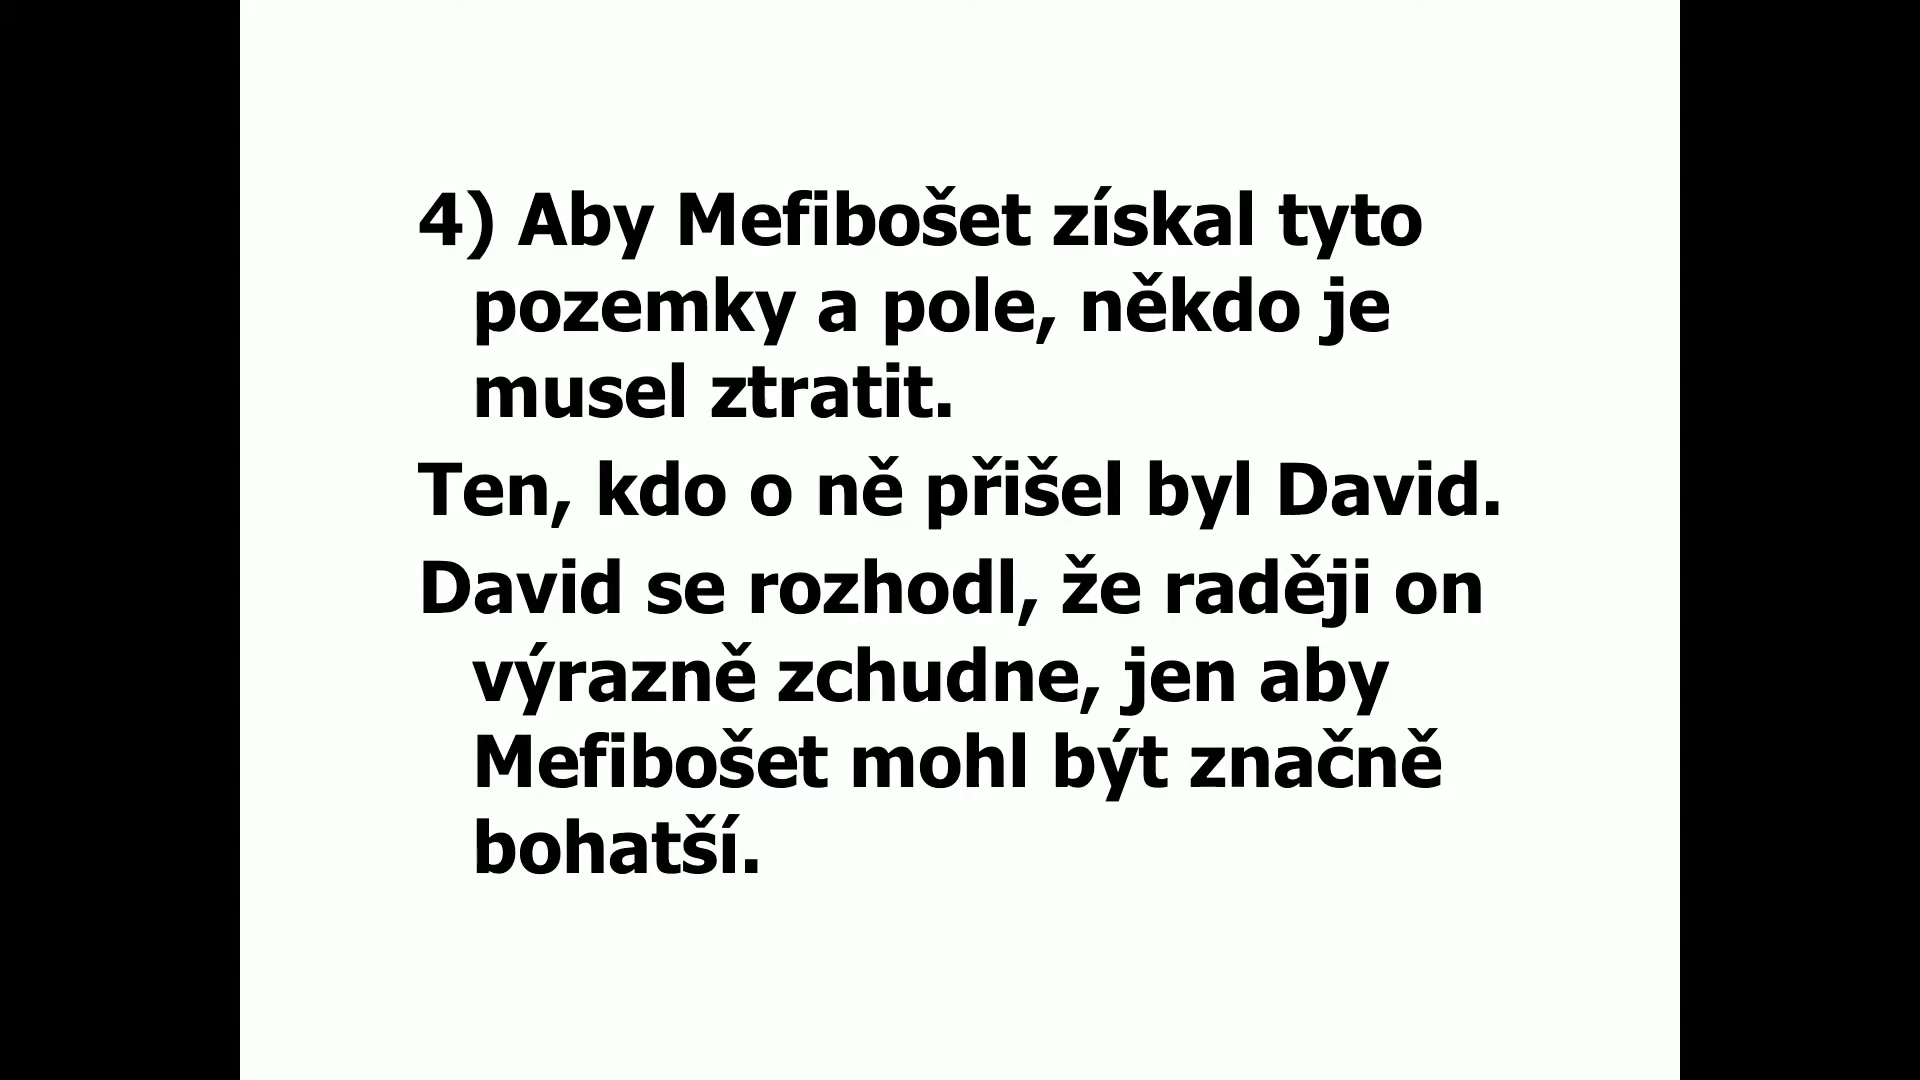 4) Aby Mefibošet získal tyto
pozemky a pole, někdo je
musel ztratit.
Ten, kdo o ně přišel byl David.
David se rozhodl, že raději on
výrazně zchudne, jen aby
Mefibošet mohl být značně
bohatší.